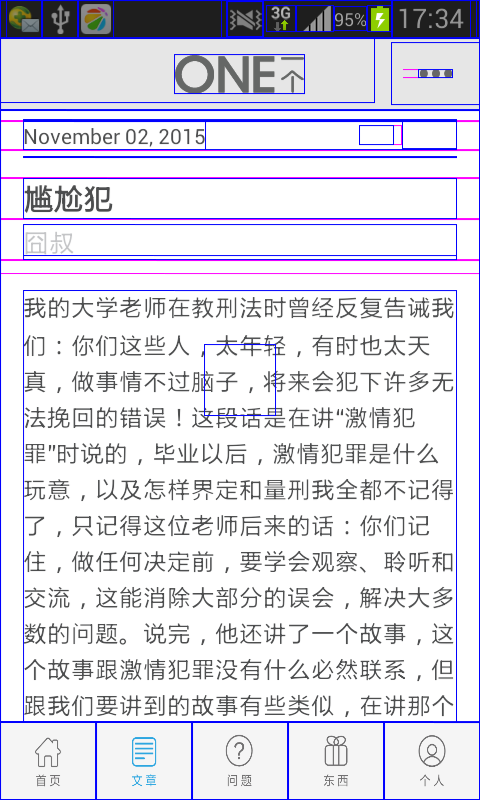 3G 95% 17:34
ONE一个
November 02, 2015
尴尬犯
囧叔
我的大学老师在教刑法时曾经反复告诫我
们：你们这些人，太年轻，有时也太天
真，做事情不过脑子，将来会犯下许多无
法挽回的错误！这段话是在讲“激情犯
罪”时说的，毕业以后，激情犯罪是什么
玩意，以及怎样界定和量刑我全都不记得
了，只记得这位老师后来的话：你们记
住，做任何决定前，要学会观察、聆听和
交流，这能消除大部分的误会，解决大多
数的问题。说完，他还讲了一个故事，这
个故事跟激情犯罪没有什么必然联系，但
跟我们要讲到的故事有些类似，在讲那个
首页 文章 问题 东西 个人